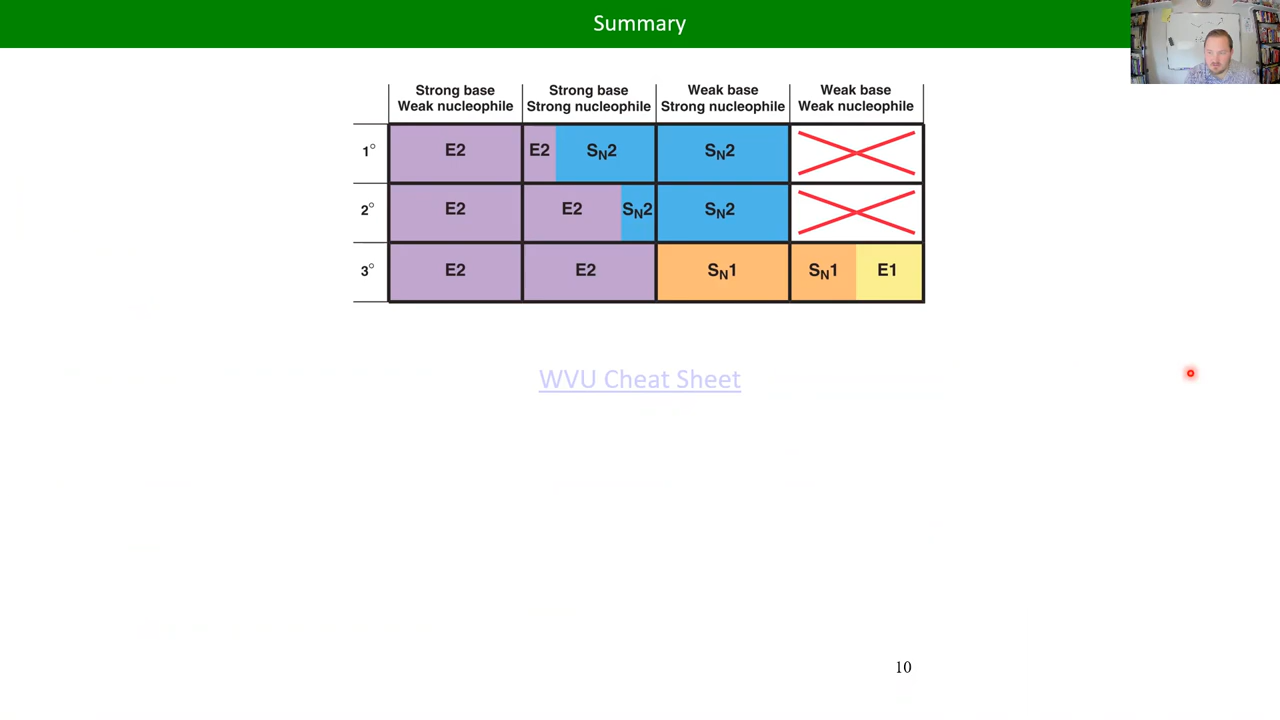 Summary
Strong base Strong base Weak base Weak base
Weak nucleophile Strong nucleophile Strong nucleophile Weak nucleophile
1° E2 E2 SN2 SN2
2° E2 E2 SN2 SN2
3° E2 E2 SN1 SN1 E1
WVU Cheat Sheet
10